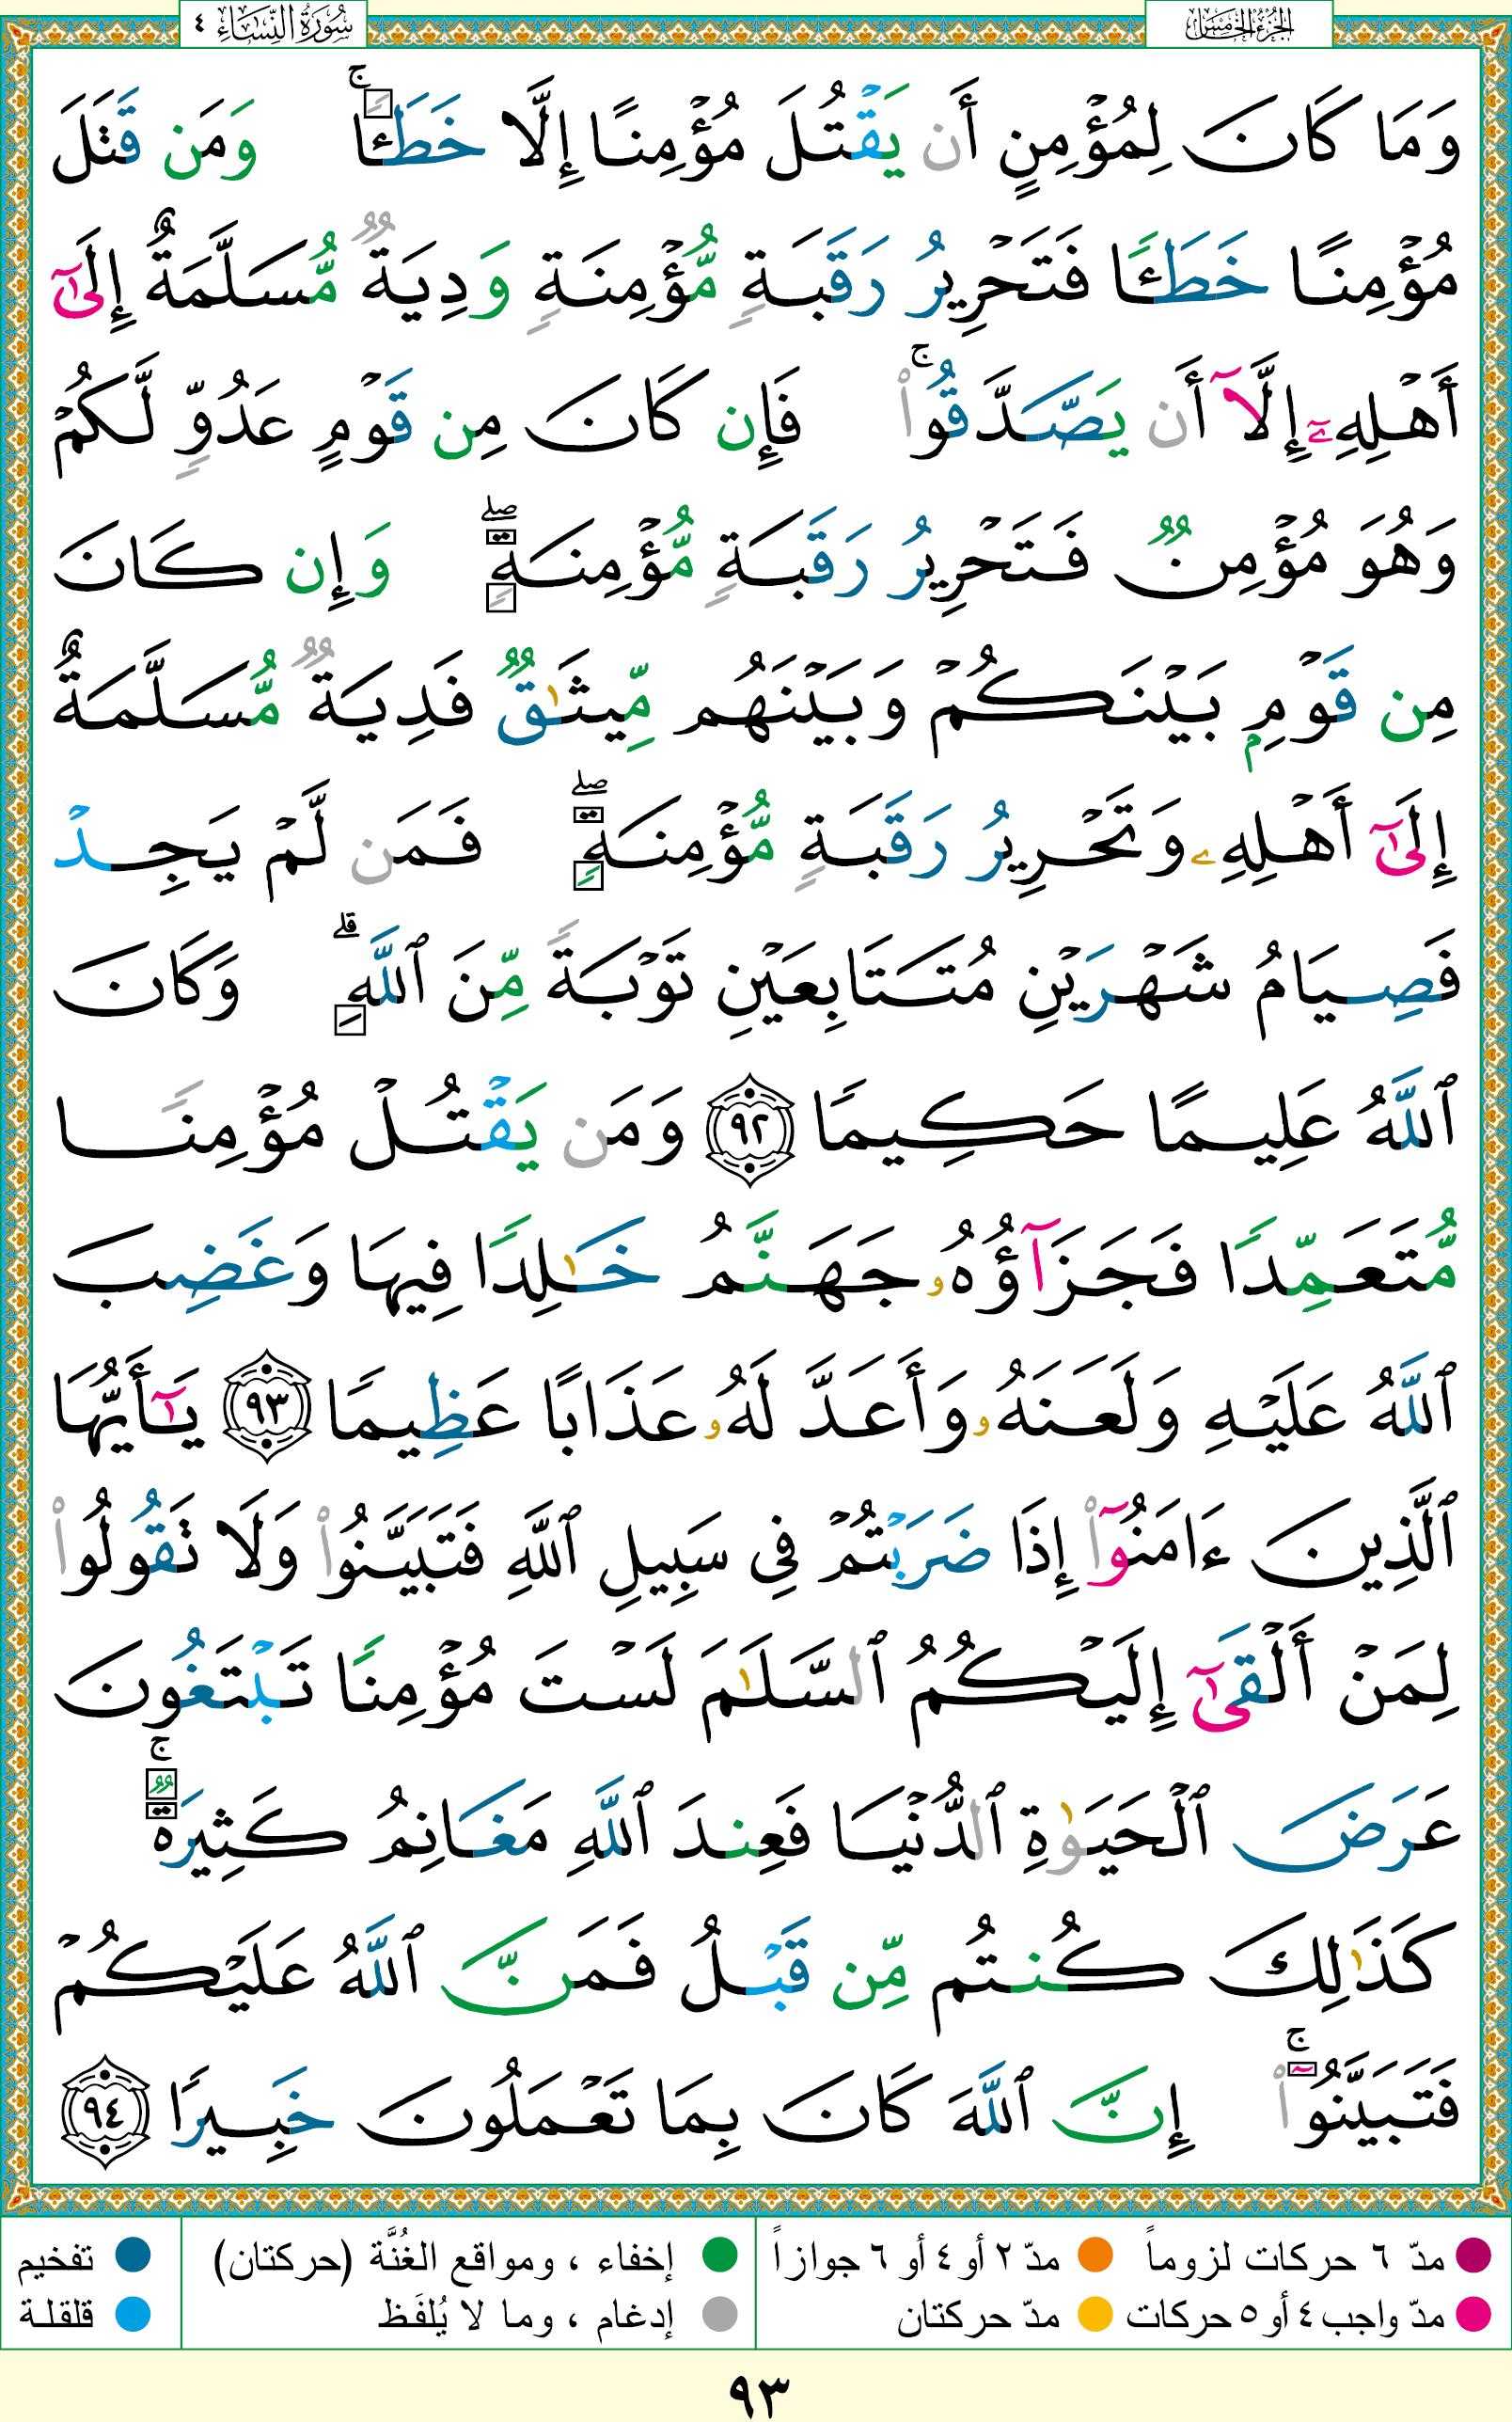 الجزء الخامس
سُورَةُ النِّسَاءِ ٤
وَمَا كَانَ لِمُؤْمِنٍ أَن يَقْتُلَ مُؤْمِنًا إِلَّا خَطَـًٔا ۚ وَمَن قَتَلَ
مُؤْمِنًا خَطَـًٔا فَتَحْرِيرُ رَقَبَةٍ مُّؤْمِنَةٍ وَدِيَةٌ مُّسَلَّمَةٌ إِلَىٰٓ
أَهْلِهِۦٓ إِلَّآ أَن يَصَّدَّقُوا۟ ۚ فَإِن كَانَ مِن قَوْمٍ عَدُوٍّ لَّكُمْ
وَهُوَ مُؤْمِنٌ فَتَحْرِيرُ رَقَبَةٍ مُّؤْمِنَةٍ ۖ وَإِن كَانَ
مِن قَوْمٍۭ بَيْنَكُمْ وَبَيْنَهُم مِّيثَـٰقٌ فَدِيَةٌ مُّسَلَّمَةٌ
إِلَىٰٓ أَهْلِهِۦ وَتَحْرِيرُ رَقَبَةٍ مُّؤْمِنَةٍ ۖ فَمَن لَّمْ يَجِدْ
فَصِيَامُ شَهْرَيْنِ مُتَتَابِعَيْنِ تَوْبَةً مِّنَ ٱللَّهِ ۗ وَكَانَ
ٱللَّهُ عَلِيمًا حَكِيمًا ٩٢ وَمَن يَقْتُلْ مُؤْمِنًا
مُّتَعَمِّدًا فَجَزَآؤُهُۥ جَهَنَّمُ خَـٰلِدًا فِيهَا وَغَضِبَ
ٱللَّهُ عَلَيْهِ وَلَعَنَهُۥ وَأَعَدَّ لَهُۥ عَذَابًا عَظِيمًا ٩٣ يَـٰٓأَيُّهَا
ٱلَّذِينَ ءَامَنُوٓا۟ إِذَا ضَرَبْتُمْ فِى سَبِيلِ ٱللَّهِ فَتَبَيَّنُوا۟ وَلَا تَقُولُوا۟
لِمَنْ أَلْقَىٰٓ إِلَيْكُمُ ٱلسَّلَـٰمَ لَسْتَ مُؤْمِنًا تَبْتَغُونَ
عَرَضَ ٱلْحَيَوٰةِ ٱلدُّنْيَا فَعِندَ ٱللَّهِ مَغَانِمُ كَثِيرَةٌ ۚ
كَذَٰلِكَ كُنتُم مِّن قَبْلُ فَمَنَّ ٱللَّهُ عَلَيْكُمْ
فَتَبَيَّنُوٓا۟ ۚ إِنَّ ٱللَّهَ كَانَ بِمَا تَعْمَلُونَ خَبِيرًا ٩٤
مدّ ٦ حركات لزوماً مدّ ٢ أو ٤ أو ٦ جوازاً إخفاء ، ومواقع الغُنَّة (حركتان) تفخيم
مدّ واجب ٤ أو ٥ حركات مدّ حركتان إدغام ، وما لا يُلفَظ قلقلة
٩٣